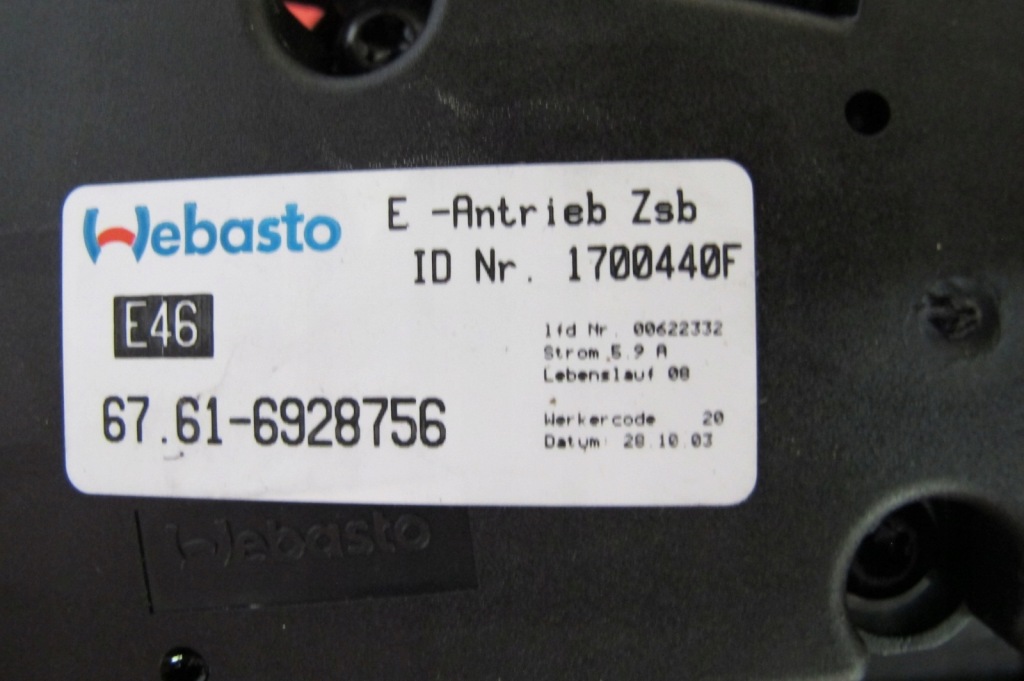 Webasto
E -Antrieb Zsb
ID Nr. 1700440F
E46
67.61-6928756
lfd Nr. 00622332
Strom 5.9 A
Lebenslauf 08
Werkercode 20
Datym: 28.10.03
Webasto